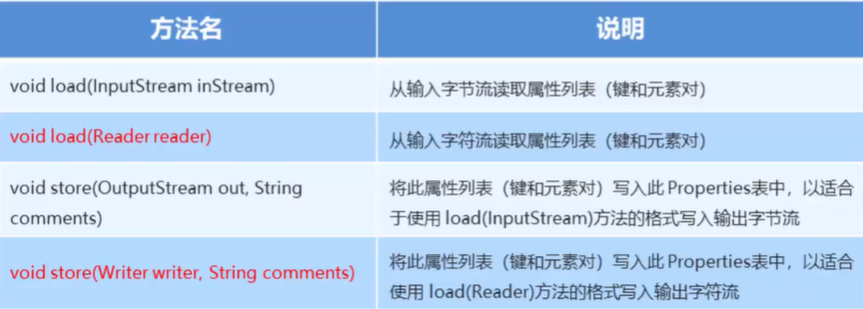 方法名
说明
void load(InputStream inStream)
从输入字节流读取属性列表（键和元素对）
void load(Reader reader)
从输入字符流读取属性列表（键和元素对）
void store(OutputStream out, String
comments)
将此属性列表（键和元素对）写入此 Properties表中，以适合
于使用 load(InputStream)方法的格式写入输出字节流
void store(Writer writer, String comments)
将此属性列表（键和元素对）写入此 Properties表中，以适合
使用 load(Reader)方法的格式写入输出字符流